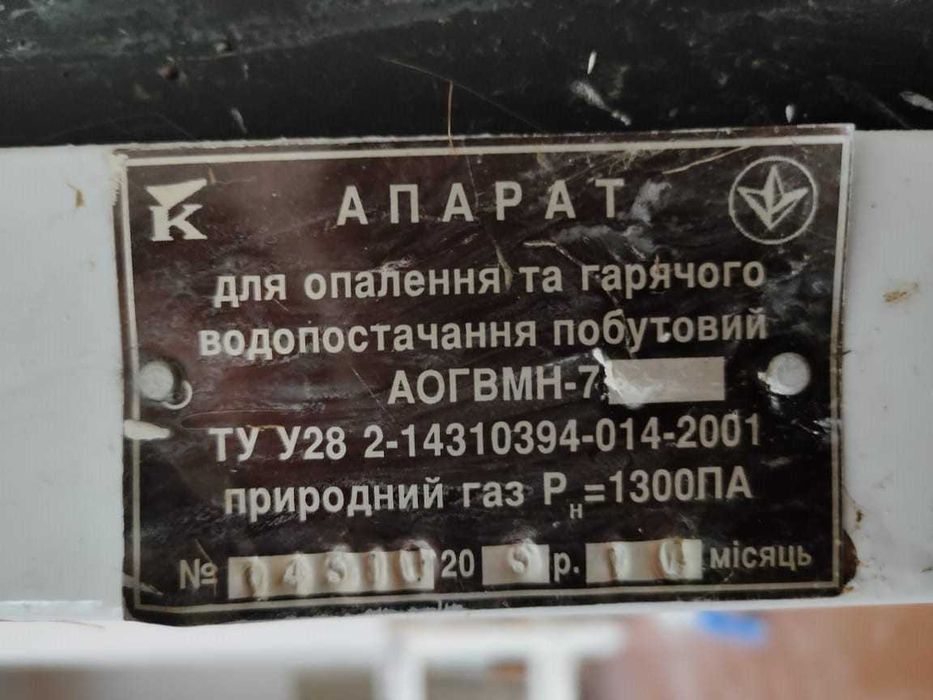 К
АПАРАТ
для опалення та гарячого
водопостачання побутовий
АОГВМН-7
ТУ У28 2-14310394-014-2001
природний газ Рн=1300ПА
№ 20 р. місяць